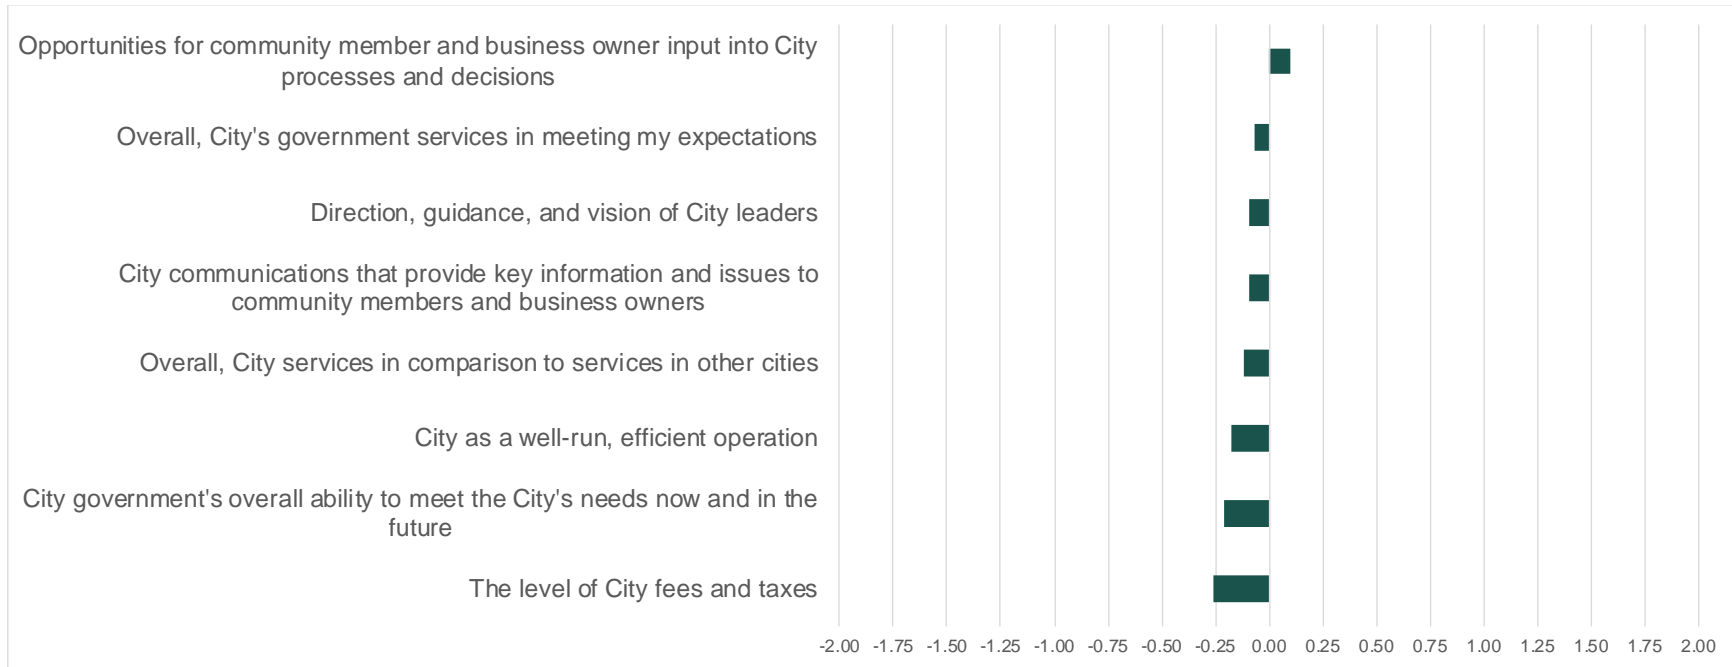 Opportunities for community member and business owner input into City
processes and decisions
Overall, City's government services in meeting my expectations
Direction, guidance, and vision of City leaders
City communications that provide key information and issues to
community members and business owners
Overall, City services in comparison to services in other cities
City as a well-run, efficient operation
City government's overall ability to meet the City's needs now and in the
future
The level of City fees and taxes
-2.00 -1.75 -1.50 -1.25 -1.00 -0.75 -0.50 -0.25 0.00 0.25 0.50 0.75 1.00 1.25 1.50 1.75 2.00